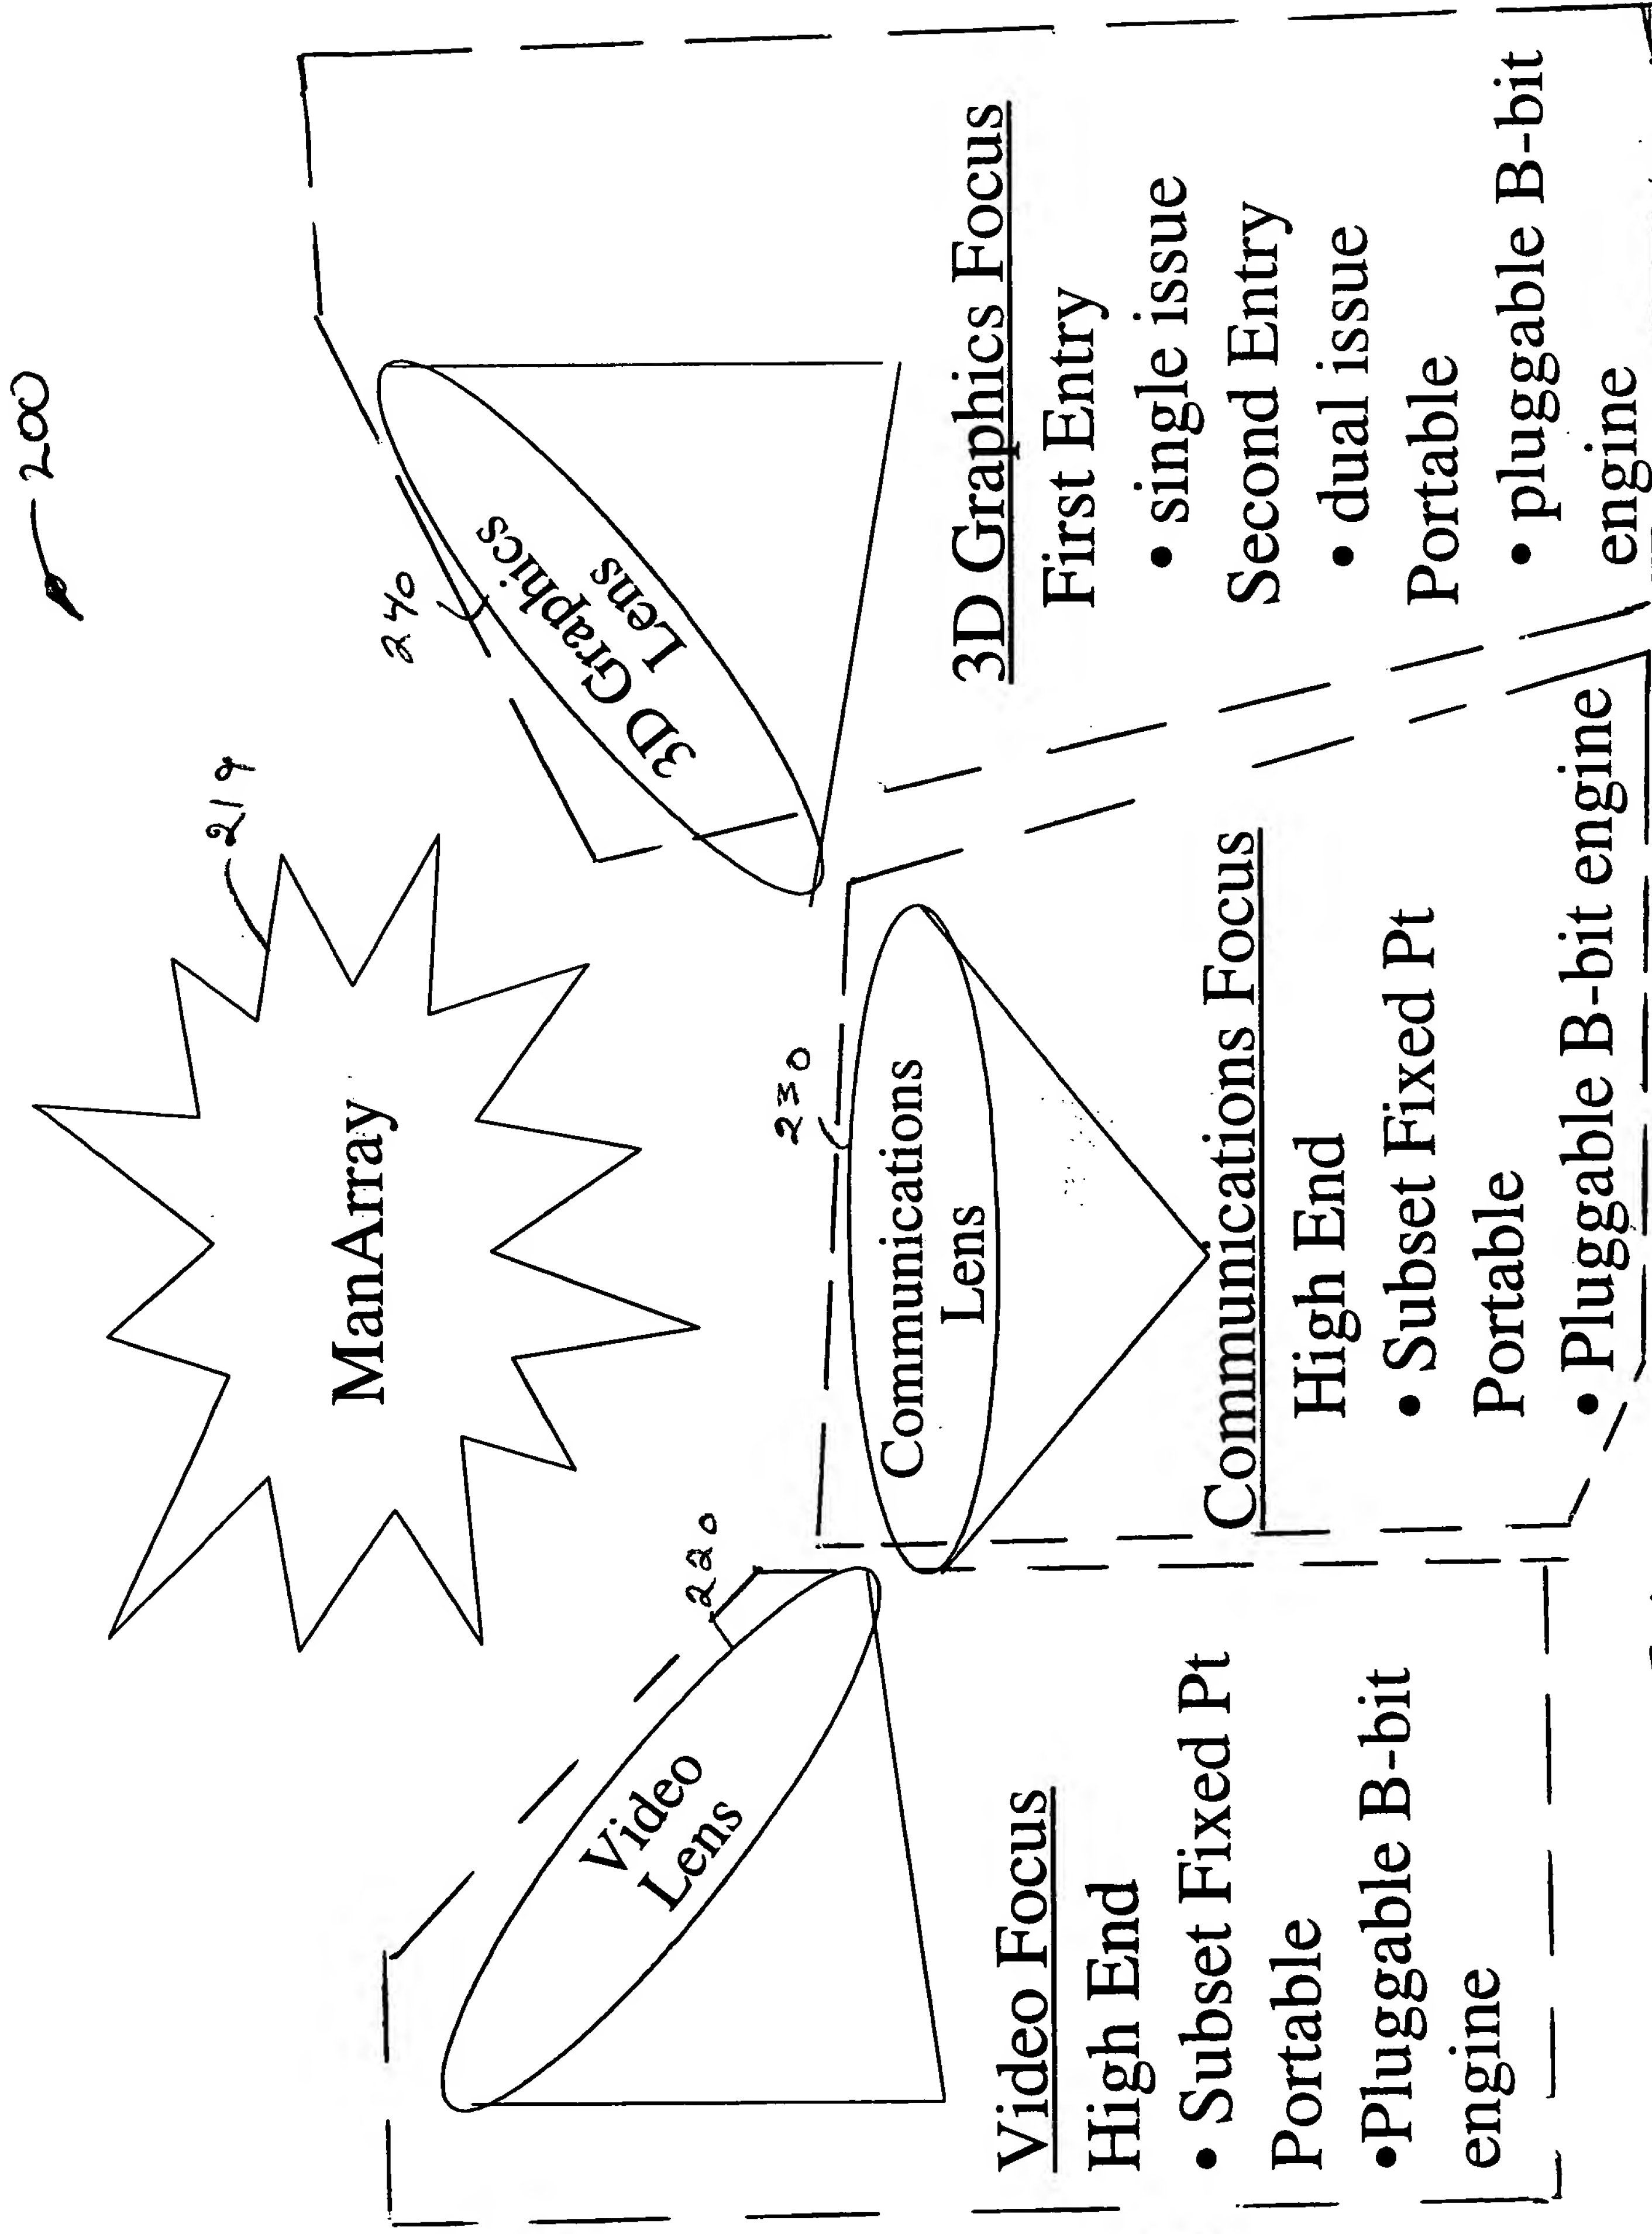 200
219
ManArray
220
Video
Lens
230
Communications
Lens
240
3D Graphics
Lens
Video Focus
High End
• Subset Fixed Pt
Portable
•Pluggable B-bit
engine
Communications Focus
High End
• Subset Fixed Pt
Portable
• Pluggable B-bit engine
3D Graphics Focus
First Entry
• single issue
Second Entry
• dual issue
Portable
• pluggable B-bit
engine